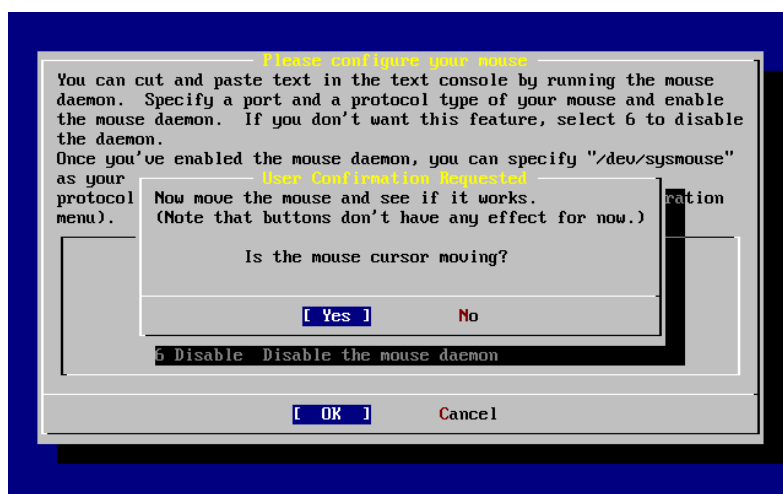 Please configure your mouse
You can cut and paste text in the text console by running the mouse
daemon.  Specify a port and a protocol type of your mouse and enable
the mouse daemon.  If you don't want this feature, select 6 to disable
the daemon.
Once you've enabled the mouse daemon, you can specify "/dev/sysmouse"
as your
User Confirmation Requested
protocol
ration
menu).
Now move the mouse and see if it works.
(Note that buttons don't have any effect for now.)
Is the mouse cursor moving?
[ Yes ]     No
6 Disable  Disable the mouse daemon
[  OK  ]     Cancel